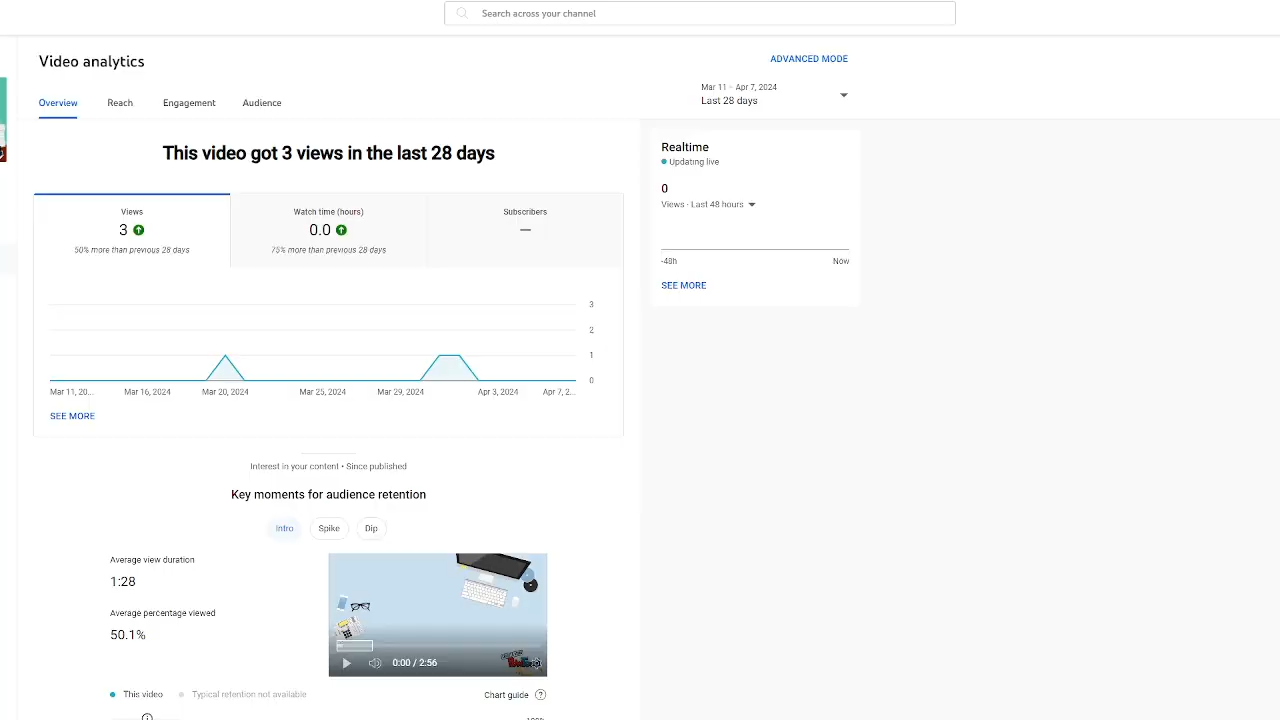 Search across your channel
Video analytics
ADVANCED MODE
Overview
Reach
Engagement
Audience
Mar 11 – Apr 7, 2024
Last 28 days
This video got 3 views in the last 28 days
Views
3
50% more than previous 28 days
Watch time (hours)
0.0
75% more than previous 28 days
Subscribers
—
3
2
1
0
Mar 11, 20...
Mar 16, 2024
Mar 20, 2024
Mar 25, 2024
Mar 29, 2024
Apr 3, 2024
Apr 7, 2...
SEE MORE
Realtime
Updating live
0
Views · Last 48 hours
-48h
Now
SEE MORE
Interest in your content • Since published
Key moments for audience retention
Intro
Spike
Dip
Average view duration
1:28
Average percentage viewed
50.1%
0:00 / 2:56
This video
Typical retention not available
Chart guide